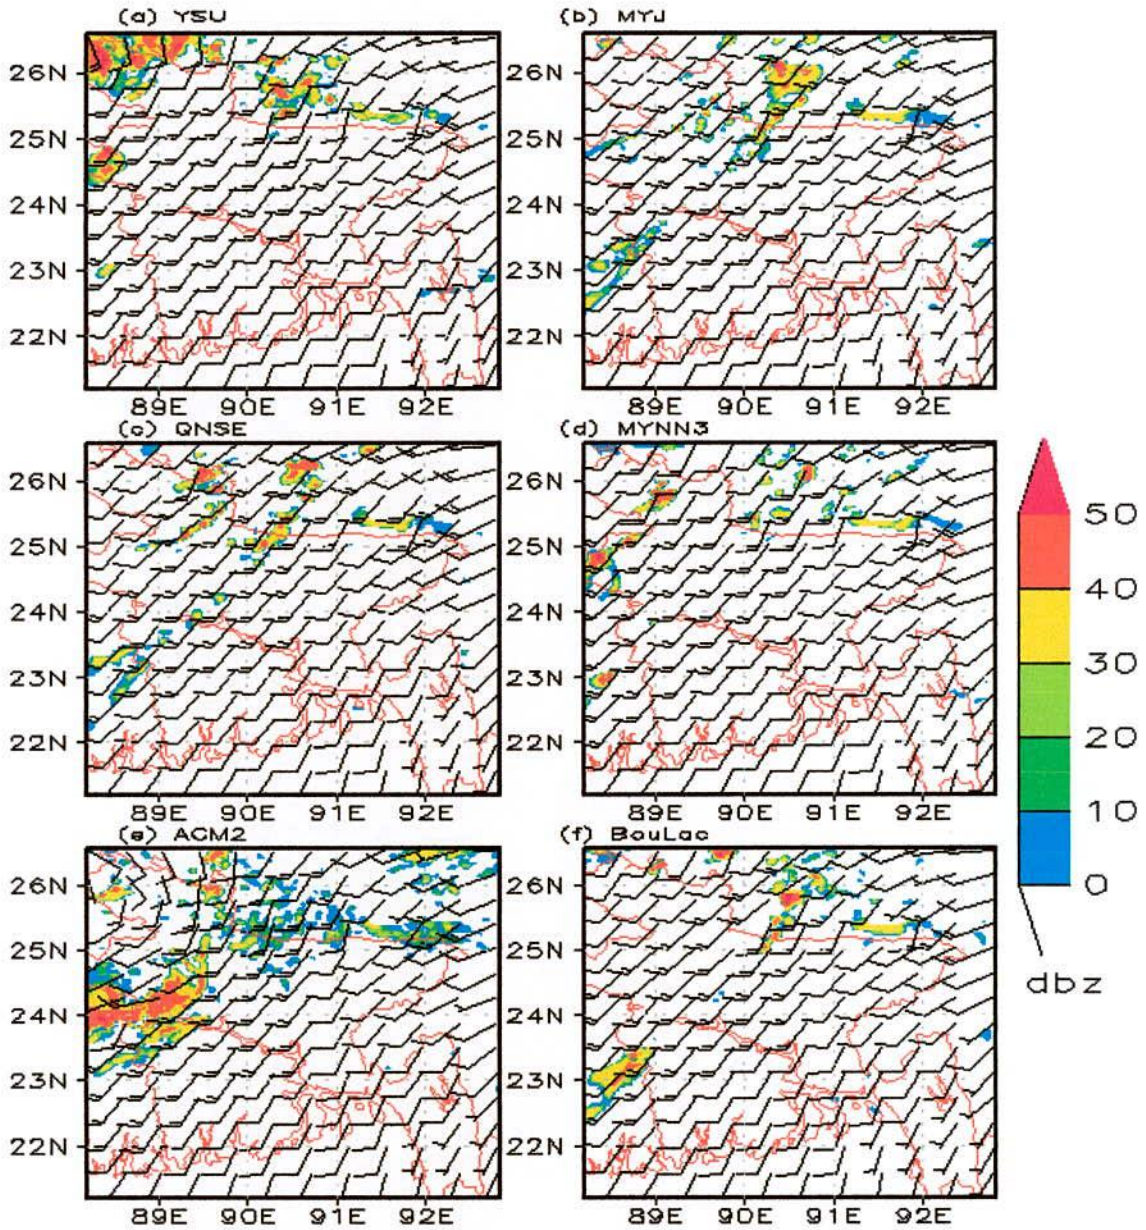 (a) YSU
26N
25N
24N
23N
22N
89E 90E 91E 92E
(b) MYJ
26N
25N
24N
23N
22N
89E 90E 91E 92E
(c) QNSE
26N
25N
24N
23N
22N
89E 90E 91E 92E
(d) MYNN3
26N
25N
24N
23N
22N
89E 90E 91E 92E
(e) ACM2
26N
25N
24N
23N
22N
89E 90E 91E 92E
(f) BouLac
26N
25N
24N
23N
22N
89E 90E 91E 92E
50
40
30
20
10
0
dbz